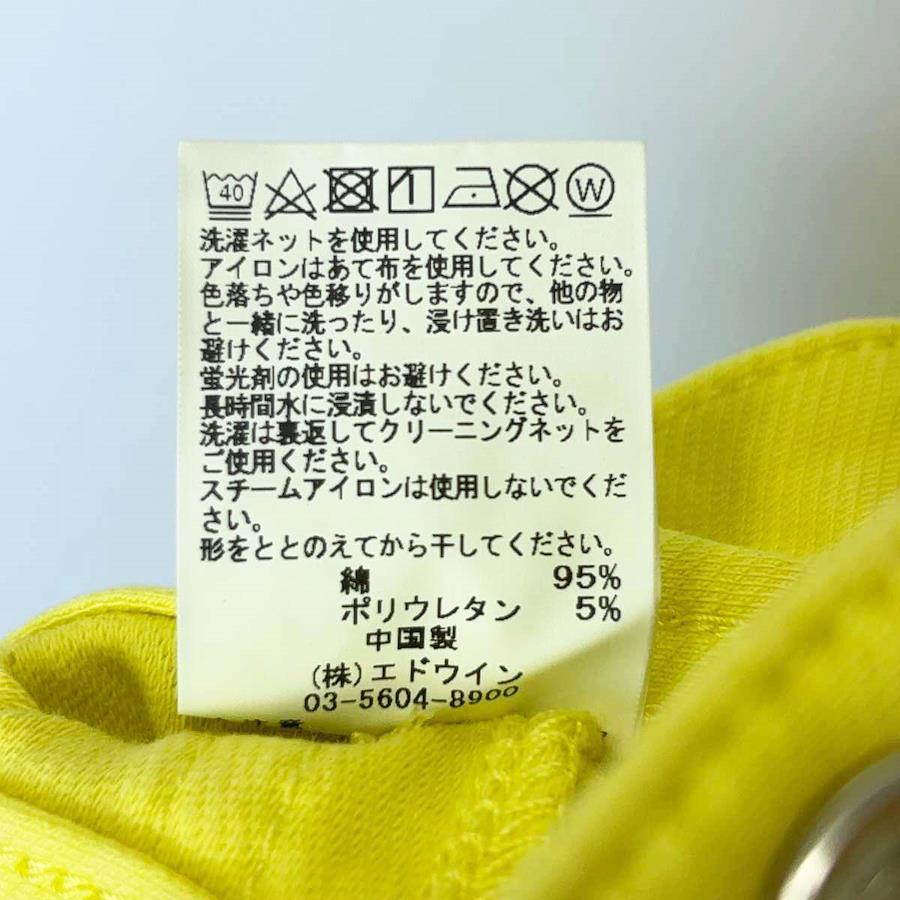 40 W
洗濯ネットを使用してください。
アイロンはあて布を使用してください。
色落ちや色移りがしますので、他の物
と一緒に洗ったり、浸け置き洗いはお
避けください。
蛍光剤の使用はお避けください。
長時間水に浸漬しないでください。
洗濯は裏返してクリーニングネットを
ご使用ください。
スチームアイロンは使用しないでくだ
さい。
形をととのえてから干してください。
綿 95%
ポリウレタン 5%
中国製
(株)エドウイン
03-5604-8900